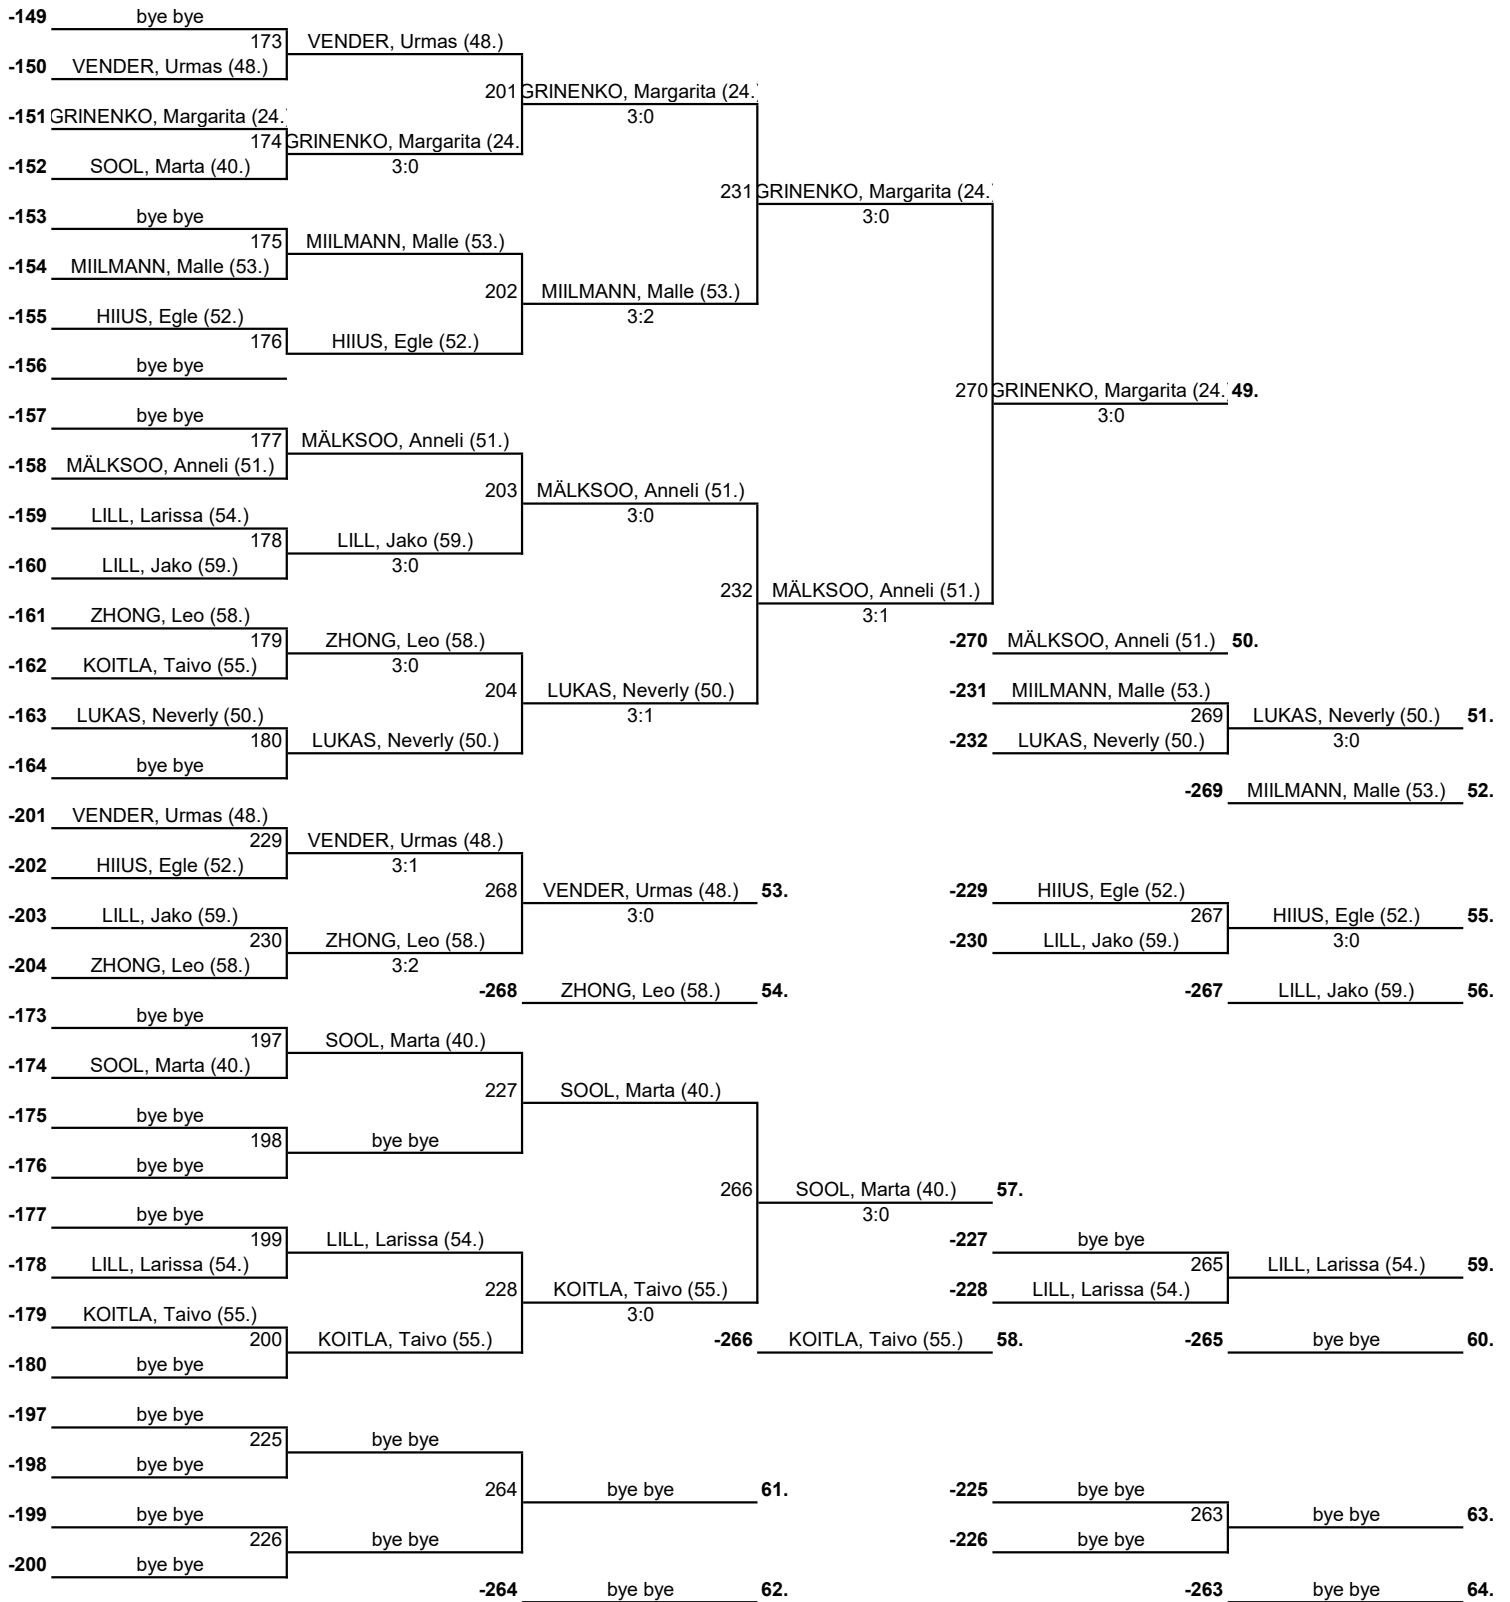 -149 bye bye
173 VENDER, Urmas (48.)
-150 VENDER, Urmas (48.)
201 GRINENKO, Margarita (24.
3:0
-151 GRINENKO, Margarita (24.
174 GRINENKO, Margarita (24.
3:0
-152 SOOL, Marta (40.)
231 GRINENKO, Margarita (24.
3:0
-153 bye bye
175 MIILMANN, Malle (53.)
-154 MIILMANN, Malle (53.)
202 MIILMANN, Malle (53.)
3:2
-155 HIIUS, Egle (52.)
176 HIIUS, Egle (52.)
-156 bye bye
270 GRINENKO, Margarita (24. 49.
3:0
-157 bye bye
177 MÄLKSOO, Anneli (51.)
-158 MÄLKSOO, Anneli (51.)
203 MÄLKSOO, Anneli (51.)
3:0
-159 LILL, Larissa (54.)
178 LILL, Jako (59.)
3:0
-160 LILL, Jako (59.)
232 MÄLKSOO, Anneli (51.)
3:1
-161 ZHONG, Leo (58.)
179 ZHONG, Leo (58.)
3:0
-162 KOITLA, Taivo (55.)
204 LUKAS, Neverly (50.)
3:1
-163 LUKAS, Neverly (50.)
180 LUKAS, Neverly (50.)
-164 bye bye
-270 MÄLKSOO, Anneli (51.) 50.
-231 MIILMANN, Malle (53.)
269 LUKAS, Neverly (50.) 51.
3:0
-232 LUKAS, Neverly (50.)
-269 MIILMANN, Malle (53.) 52.
-201 VENDER, Urmas (48.)
229 VENDER, Urmas (48.)
3:1
-202 HIIUS, Egle (52.)
268 VENDER, Urmas (48.) 53.
3:0
-203 LILL, Jako (59.)
230 ZHONG, Leo (58.)
3:2
-204 ZHONG, Leo (58.)
-268 ZHONG, Leo (58.) 54.
-229 HIIUS, Egle (52.)
267 HIIUS, Egle (52.) 55.
3:0
-230 LILL, Jako (59.)
-267 LILL, Jako (59.) 56.
-173 bye bye
197 SOOL, Marta (40.)
-174 SOOL, Marta (40.)
227 SOOL, Marta (40.)
-175 bye bye
198 bye bye
-176 bye bye
266 SOOL, Marta (40.) 57.
3:0
-177 bye bye
199 LILL, Larissa (54.)
-178 LILL, Larissa (54.)
228 KOITLA, Taivo (55.)
3:0
-179 KOITLA, Taivo (55.)
200 KOITLA, Taivo (55.)
-180 bye bye
-266 KOITLA, Taivo (55.) 58.
-227 bye bye
265 LILL, Larissa (54.) 59.
-228 LILL, Larissa (54.)
-265 bye bye 60.
-197 bye bye
225 bye bye
-198 bye bye
264 bye bye 61.
-199 bye bye
226 bye bye
-200 bye bye
-264 bye bye 62.
-225 bye bye
263 bye bye 63.
-226 bye bye
-263 bye bye 64.